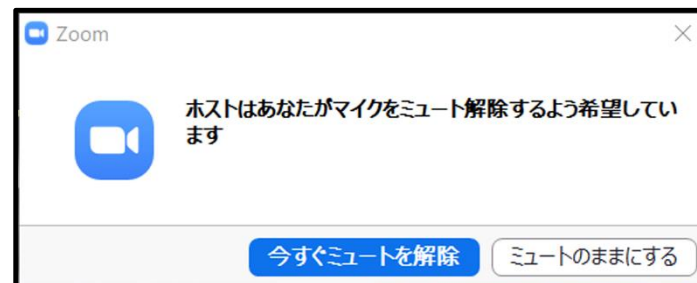 Zoom
ホストはあなたがマイクをミュート解除するよう希望してい
ます
今すぐミュートを解除
ミュートのままにする